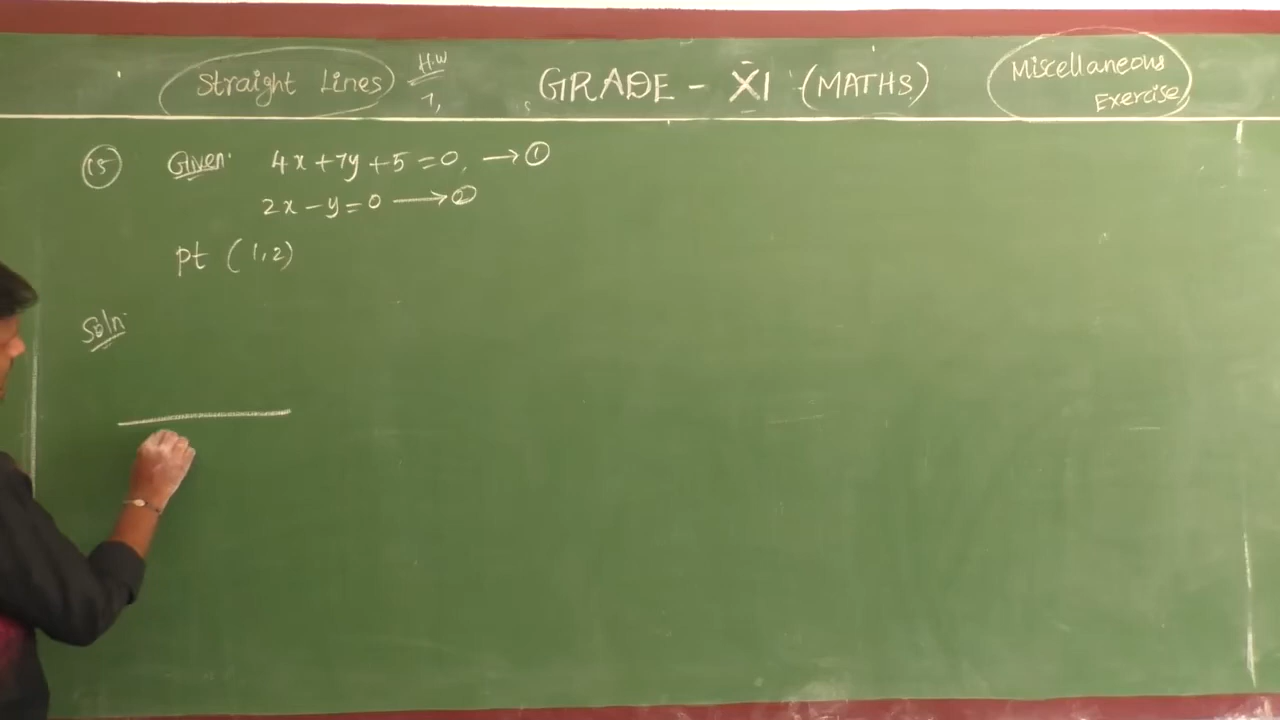 Straight Lines
H.W
1,
GRADE - XI (MATHS)
Miscellaneous
Exercise
15 Given: 4x+7y+5=0, → 1
2x-y=0 → 2
pt (1,2)
Soln: